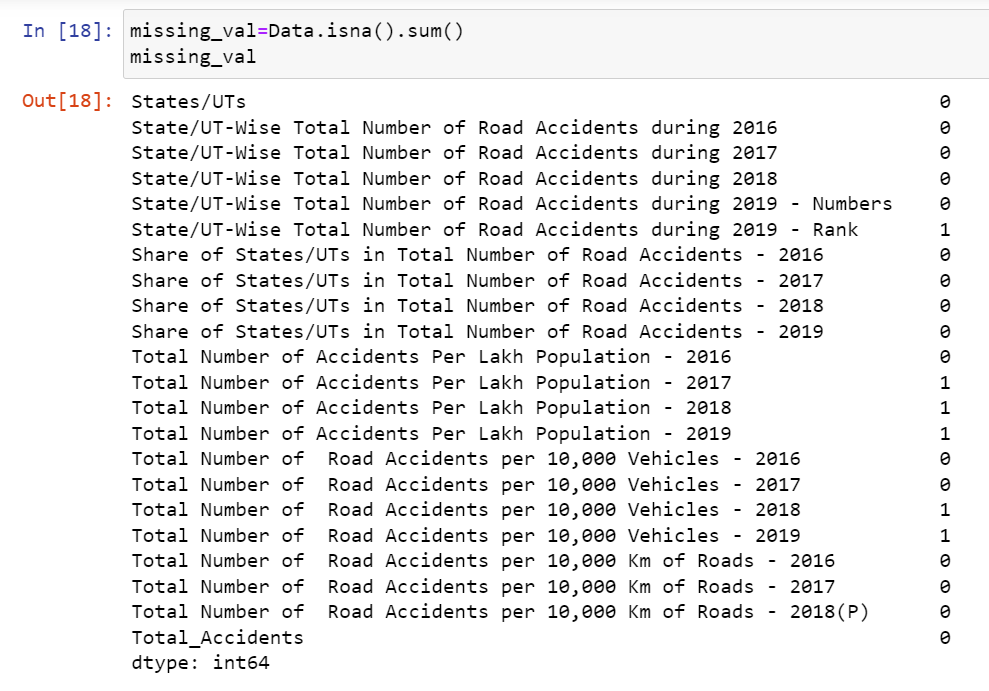 In [18]: missing_val=Data.isna().sum()
missing_val
Out[18]: States/UTs 0
State/UT-Wise Total Number of Road Accidents during 2016 0
State/UT-Wise Total Number of Road Accidents during 2017 0
State/UT-Wise Total Number of Road Accidents during 2018 0
State/UT-Wise Total Number of Road Accidents during 2019 - Numbers 0
State/UT-Wise Total Number of Road Accidents during 2019 - Rank 1
Share of States/UTs in Total Number of Road Accidents - 2016 0
Share of States/UTs in Total Number of Road Accidents - 2017 0
Share of States/UTs in Total Number of Road Accidents - 2018 0
Share of States/UTs in Total Number of Road Accidents - 2019 0
Total Number of Accidents Per Lakh Population - 2016 0
Total Number of Accidents Per Lakh Population - 2017 1
Total Number of Accidents Per Lakh Population - 2018 1
Total Number of Accidents Per Lakh Population - 2019 1
Total Number of  Road Accidents per 10,000 Vehicles - 2016 0
Total Number of  Road Accidents per 10,000 Vehicles - 2017 0
Total Number of  Road Accidents per 10,000 Vehicles - 2018 1
Total Number of  Road Accidents per 10,000 Vehicles - 2019 1
Total Number of  Road Accidents per 10,000 Km of Roads - 2016 0
Total Number of  Road Accidents per 10,000 Km of Roads - 2017 0
Total Number of  Road Accidents per 10,000 Km of Roads - 2018(P) 0
Total_Accidents 0
dtype: int64